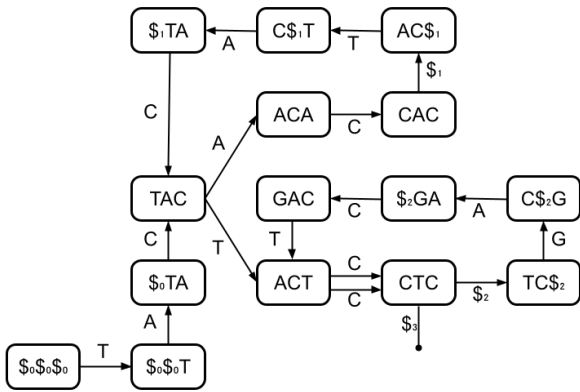 $₁TA A C$₁T T AC$₁
C $₁
A ACA C CAC
TAC GAC C $₂GA A C$₂G
C T T G
$₀TA ACT C C CTC $₂ TC$₂
A $₃
$₀$₀$₀ T $₀$₀T